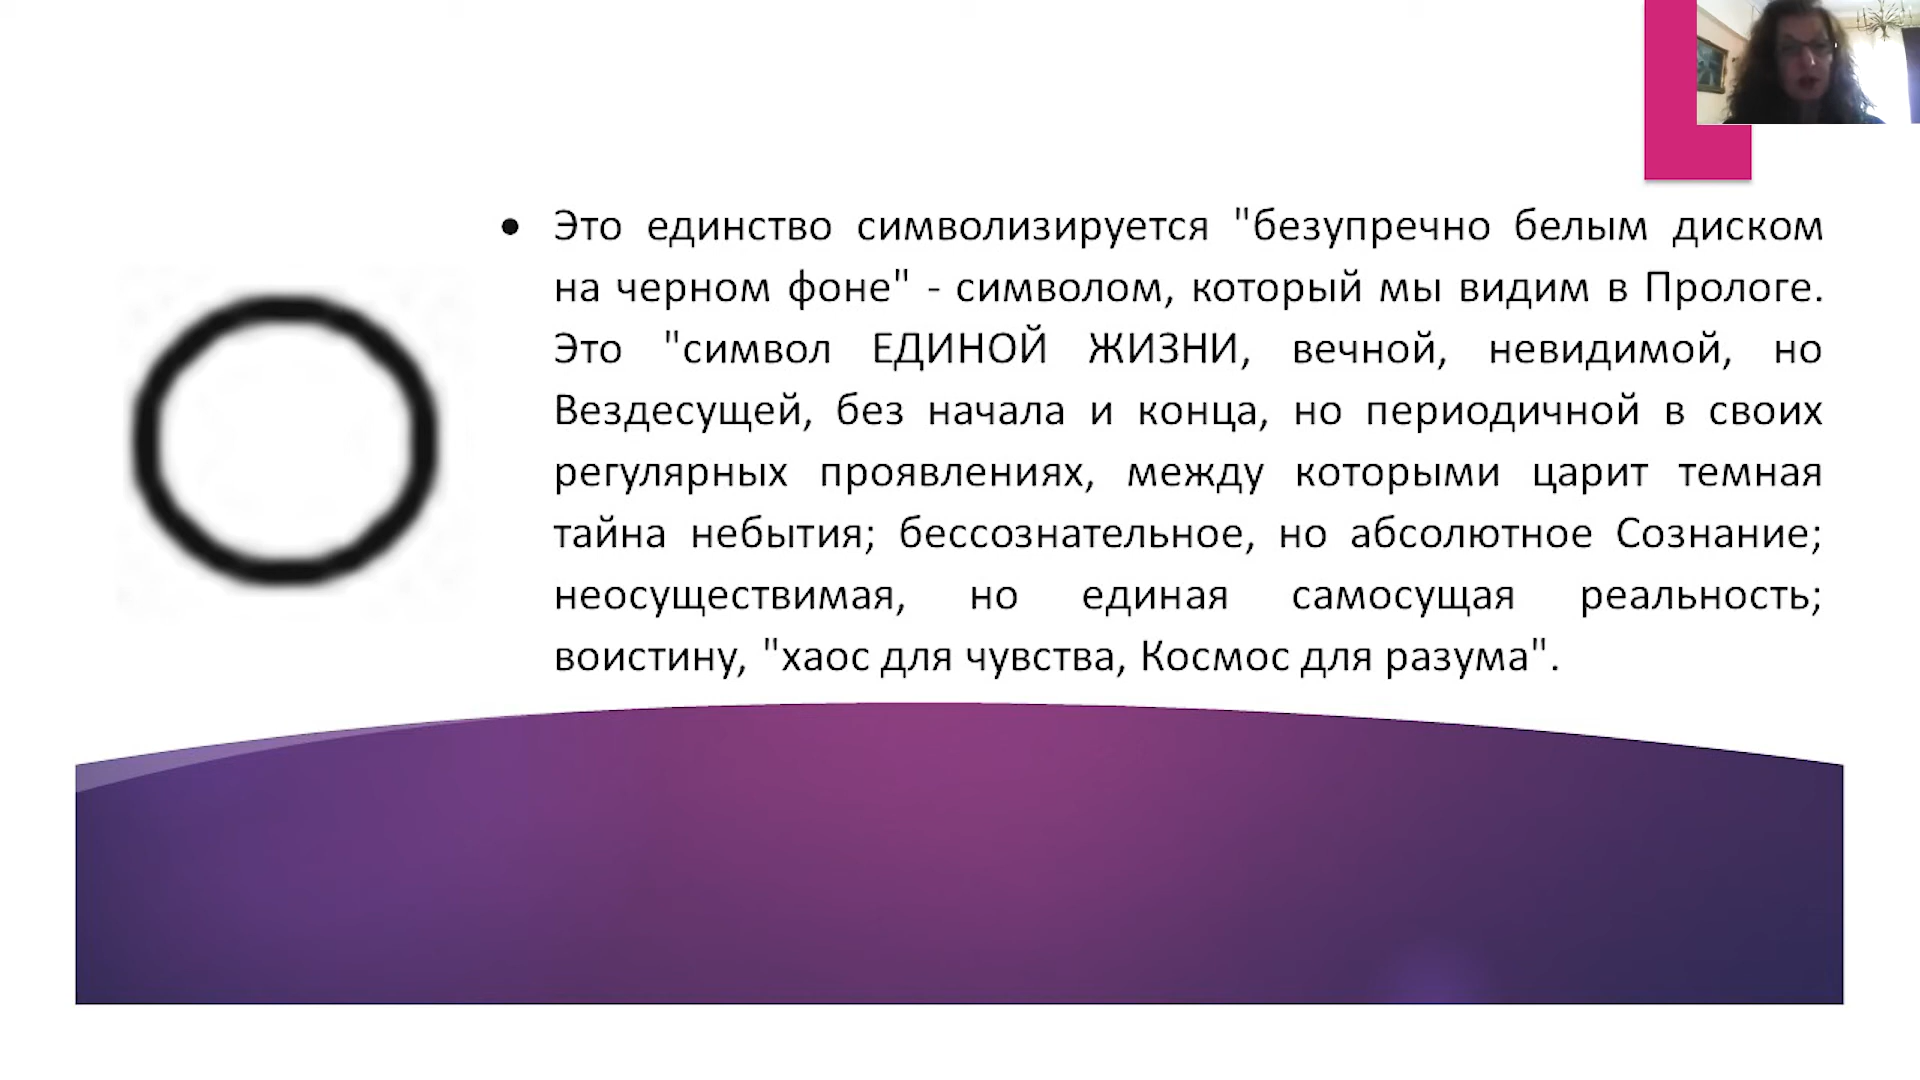 • Это единство символизируется "безупречно белым диском
на черном фоне" - символом, который мы видим в Прологе.
Это "символ ЕДИНОЙ ЖИЗНИ, вечной, невидимой, но
Вездесущей, без начала и конца, но периодичной в своих
регулярных проявлениях, между которыми царит темная
тайна небытия; бессознательное, но абсолютное Сознание;
неосуществимая, но единая самосущая реальность;
воистину, "хаос для чувства, Космос для разума".